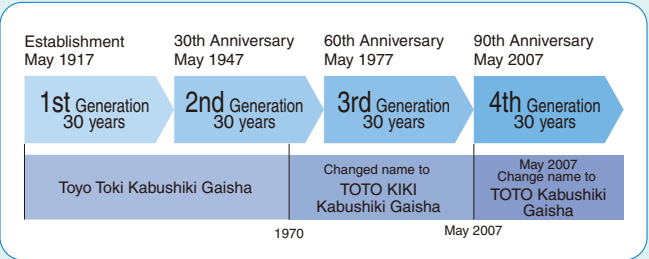 Establishment
May 1917
30th Anniversary
May 1947
60th Anniversary
May 1977
90th Anniversary
May 2007
1st Generation
30 years
2nd Generation
30 years
3rd Generation
30 years
4th Generation
30 years
Toyo Toki Kabushiki Gaisha
Changed name to
TOTO KIKI
Kabushiki Gaisha
May 2007
Change name to
TOTO Kabushiki
Gaisha
1970
May 2007